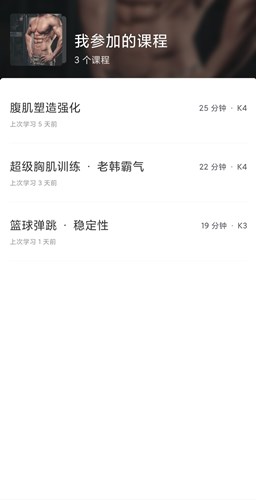 我参加的课程
3 个课程
腹肌塑造强化
25 分钟 · K4
上次学习 5 天前
超级胸肌训练 · 老韩霸气
22 分钟 · K4
上次学习 3 天前
篮球弹跳 · 稳定性
19 分钟 · K3
上次学习 1 天前